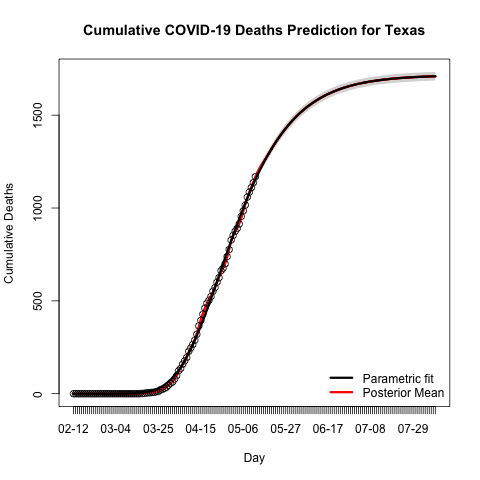 Cumulative COVID-19 Deaths Prediction for Texas
Cumulative Deaths
1500
1000
500
0
Parametric fit
Posterior Mean
02-12 03-04 03-25 04-15 05-06 05-27 06-17 07-08 07-29
Day